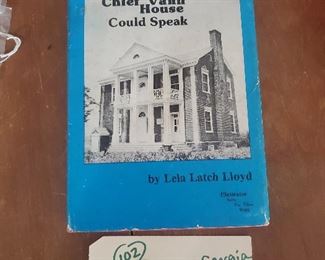 Chief Vann
House
Could Speak
by Lela Latch Lloyd
102
Georgia